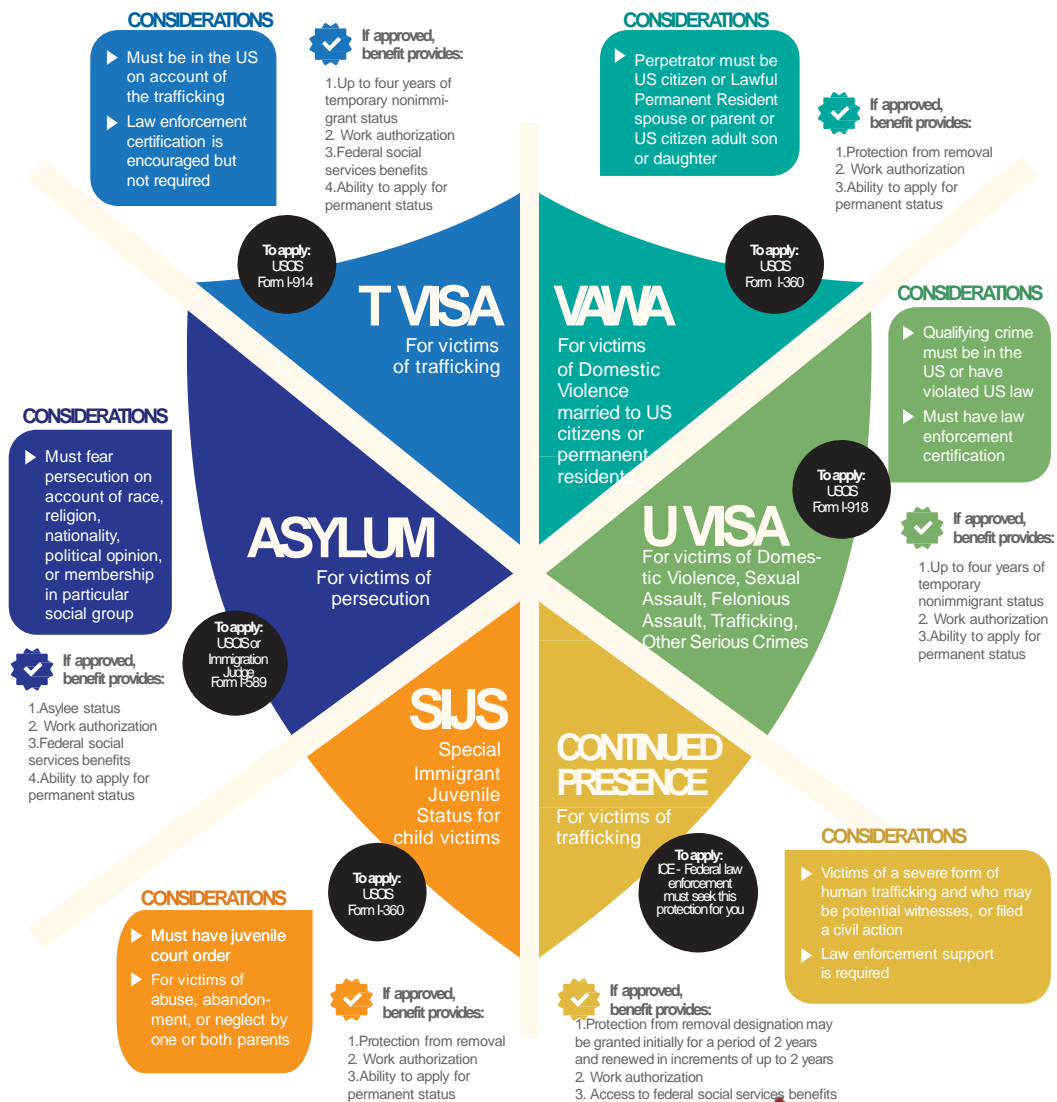 CONSIDERATIONS
Must be in the US
on account of
the trafficking
Law enforcement
certification is
encouraged but
not required
If approved,
benefit provides:
1.Up to four years of
temporary nonimmi-
grant status
2. Work authorization
3.Federal social
services benefits
4.Ability to apply for
permanent status
To apply:
USCIS
Form I-914
T VISA
For victims
of trafficking
CONSIDERATIONS
Perpetrator must be
US citizen or Lawful
Permanent Resident
spouse or parent or
US citizen adult son
or daughter
If approved,
benefit provides:
1.Protection from removal
2. Work authorization
3.Ability to apply for
permanent status
To apply:
USCIS
Form I-360
VAWA
For victims
of Domestic
Violence
married to US
citizens or
permanent
residents
CONSIDERATIONS
Qualifying crime
must be in the
US or have
violated US law
Must have law
enforcement
certification
To apply:
USCIS
Form I-918
If approved,
benefit provides:
1.Up to four years of
temporary
nonimmigrant status
2. Work authorization
3.Ability to apply for
permanent status
U VISA
For victims of Domes-
tic Violence, Sexual
Assault, Felonious
Assault, Trafficking,
Other Serious Crimes
CONSIDERATIONS
Must fear
persecution on
account of race,
religion,
nationality,
political opinion,
or membership
in particular
social group
ASYLUM
For victims of
persecution
To apply:
USCIS or
Immigration
Judge
Form I-589
If approved,
benefit provides:
1.Asylee status
2. Work authorization
3.Federal social
services benefits
4.Ability to apply for
permanent status
SIJS
Special
Immigrant
Juvenile
Status for
child victims
To apply:
USCIS
Form I-360
CONSIDERATIONS
Must have juvenile
court order
For victims of
abuse, abandon-
ment, or neglect by
one or both parents
If approved,
benefit provides:
1.Protection from removal
2. Work authorization
3.Ability to apply for
permanent status
CONTINUED
PRESENCE
For victims of
trafficking
To apply:
ICE - Federal law
enforcement
must seek this
protection for you
CONSIDERATIONS
Victims of a severe form of
human trafficking and who may
be potential witnesses, or filed
a civil action
Law enforcement support
is required
If approved,
benefit provides:
1.Protection from removal designation may
be granted initially for a period of 2 years
and renewed in increments of up to 2 years
2. Work authorization
3. Access to federal social services benefits